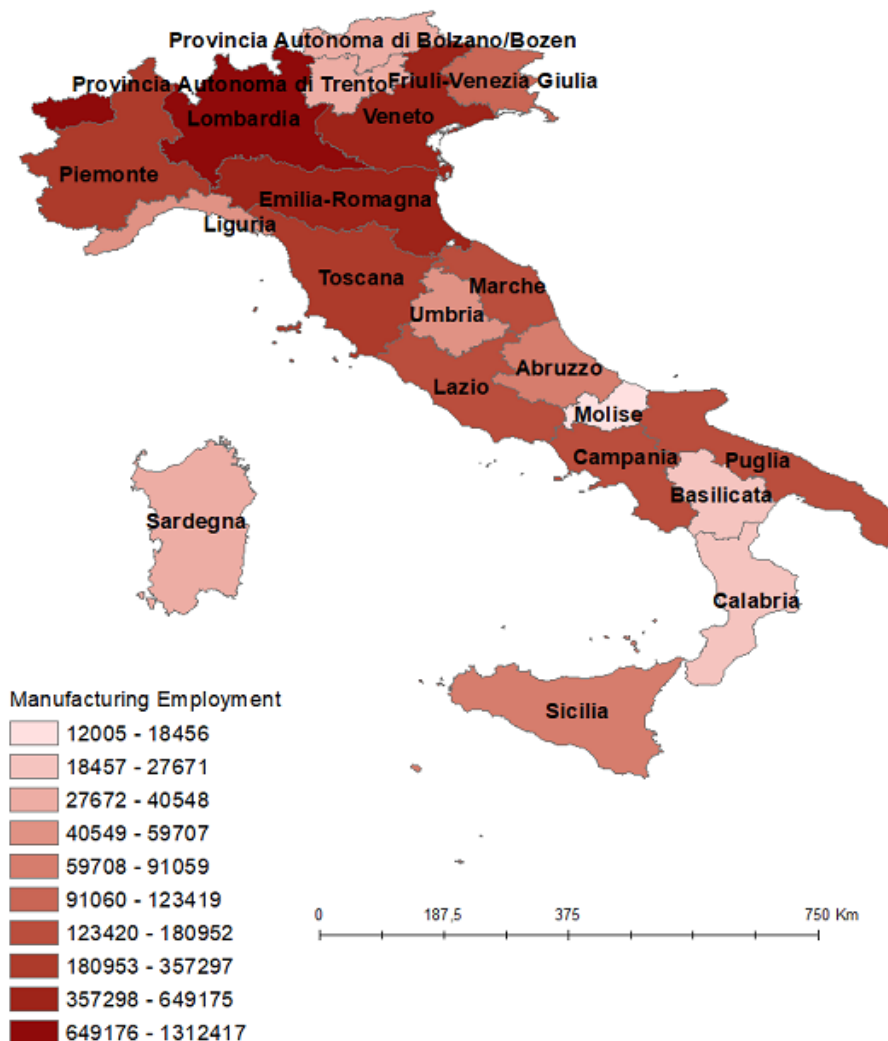 Provincia Autonoma di Bolzano/Bozen
Provincia Autonoma di Trento
Friuli-Venezia Giulia
Lombardia
Veneto
Piemonte
Emilia-Romagna
Liguria
Toscana
Marche
Umbria
Abruzzo
Lazio
Molise
Campania
Puglia
Basilicata
Sardegna
Calabria
Sicilia
Manufacturing Employment
12005 - 18456
18457 - 27671
27672 - 40548
40549 - 59707
59708 - 91059
91060 - 123419
123420 - 180952
180953 - 357297
357298 - 649175
649176 - 1312417
0 187,5 375 750 Km